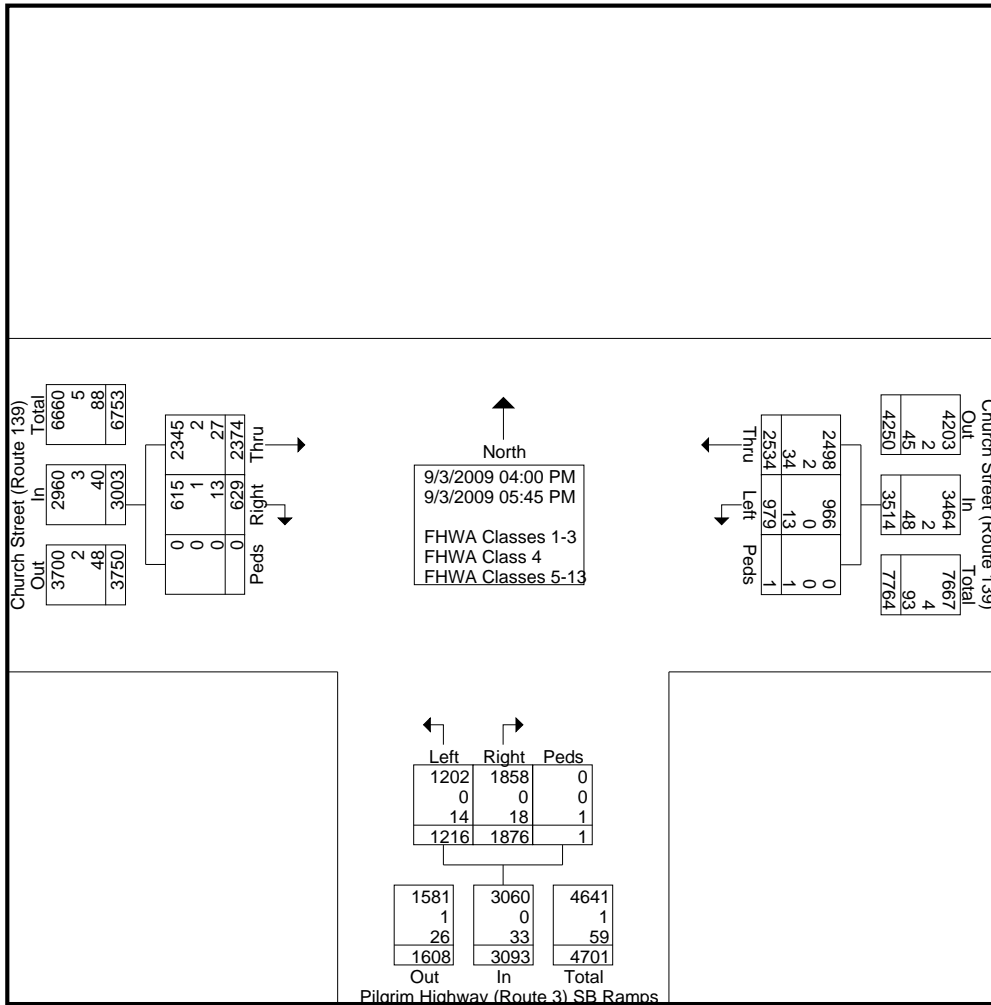 Church Street (Route 139)
Out In Total
3700 2960 6660
2 3 5
48 40 88
3750 3003 6753
0 615 2345
0 1 2
0 13 27
0 629 2374
Peds Right Thru
North
9/3/2009 04:00 PM
9/3/2009 05:45 PM
FHWA Classes 1-3
FHWA Class 4
FHWA Classes 5-13
Church Street (Route 139)
Out In Total
4203 3464 7667
2 2 4
45 48 93
4250 3514 7764
2498 966 0
2 0 0
34 13 1
2534 979 1
Thru Left Peds
Left Right Peds
1202 1858 0
0 0 0
14 18 1
1216 1876 1
1581 3060 4641
1 0 1
26 33 59
1608 3093 4701
Out In Total
Pilgrim Highway (Route 3) SB Ramps